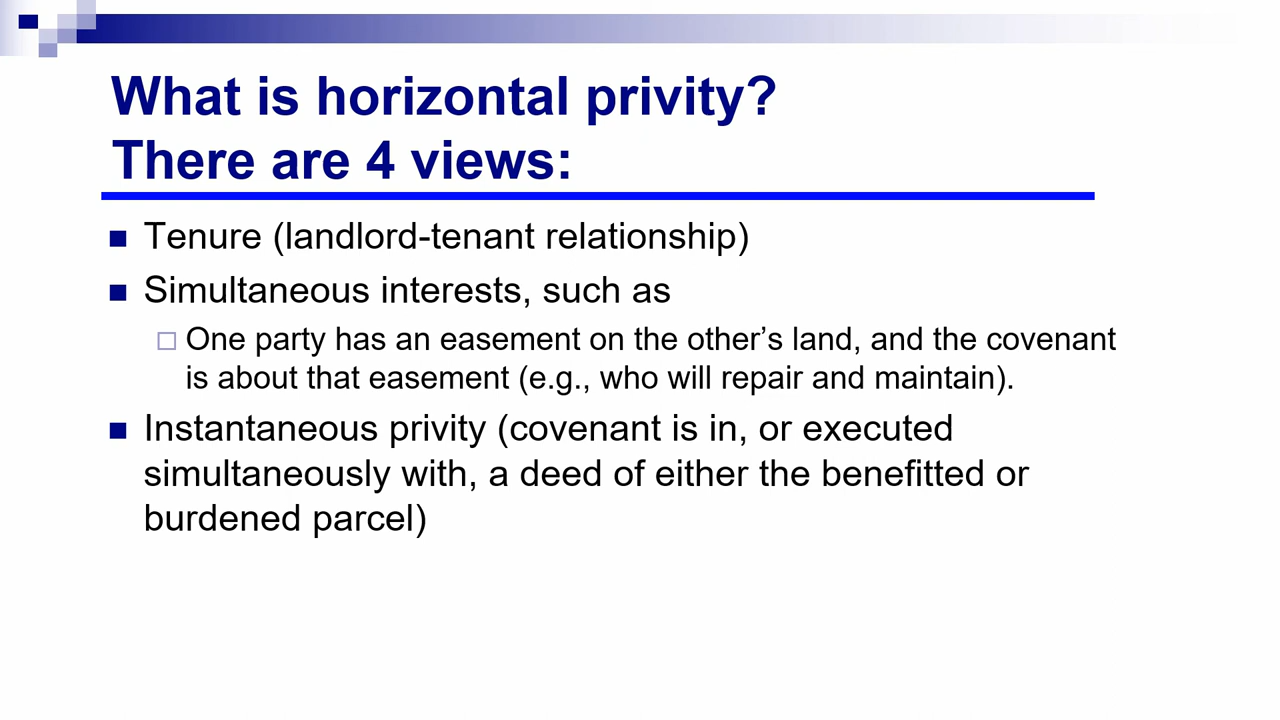 What is horizontal privity?
There are 4 views:
Tenure (landlord-tenant relationship)
Simultaneous interests, such as
One party has an easement on the other’s land, and the covenant
is about that easement (e.g., who will repair and maintain).
Instantaneous privity (covenant is in, or executed
simultaneously with, a deed of either the benefitted or
burdened parcel)